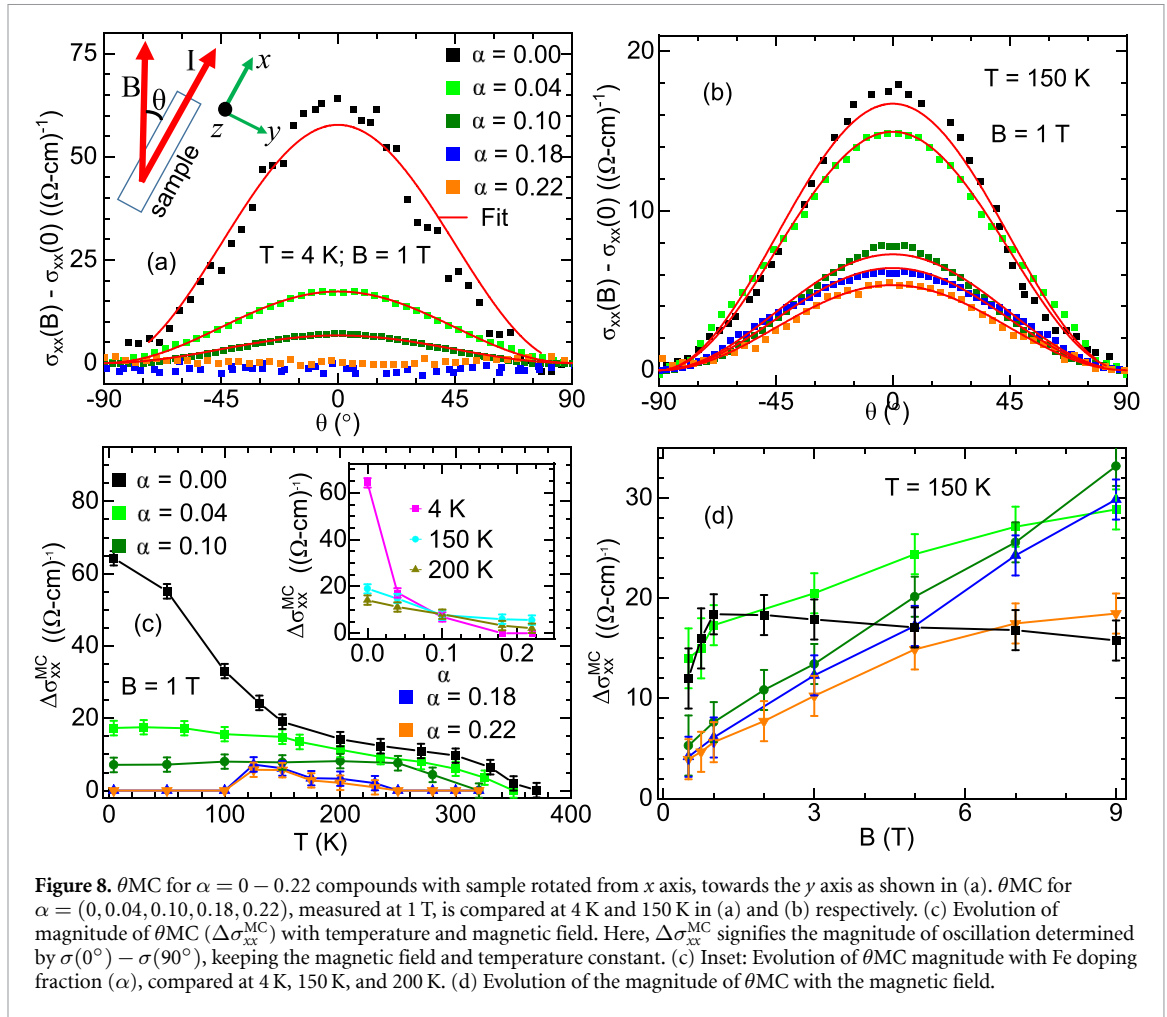 75
50
25
0
-90
-45
0
45
90
σxx(B) - σxx(0) ((Ω-cm)-1
θ (°)
B
I
θ
x
z
y
sample
α = 0.00
α = 0.04
α = 0.10
α = 0.18
α = 0.22
Fit
(a)
T = 4 K; B = 1 T
20
10
0
-90
-45
0
45
90
σxx(B) - σxx(0) ((Ω-cm)-1
θ (°)
(b)
T = 150 K
B = 1 T
90
60
30
0
0
100
200
300
400
ΔσxxMC ((Ω-cm)-1
T (K)
α = 0.00
α = 0.04
α = 0.10
(c)
B = 1 T
60
40
20
0
0.0
0.1
0.2
ΔσxxMC ((Ω-cm)-1
α
4 K
150 K
200 K
α = 0.18
α = 0.22
30
20
10
0
0
3
6
9
ΔσxxMC ((Ω-cm)-1
B (T)
(d)
T = 150 K
Figure 8. θMC for α = 0 − 0.22 compounds with sample rotated from x axis, towards the y axis as shown in (a). θMC for
α = (0, 0.04, 0.10, 0.18, 0.22), measured at 1 T, is compared at 4 K and 150 K in (a) and (b) respectively. (c) Evolution of
magnitude of θMC (ΔσxxMC) with temperature and magnetic field. Here, ΔσxxMC signifies the magnitude of oscillation determined
by σ(0°) − σ(90°), keeping the magnetic field and temperature constant. (c) Inset: Evolution of θMC magnitude with Fe doping
fraction (α), compared at 4 K, 150 K, and 200 K. (d) Evolution of the magnitude of θMC with the magnetic field.